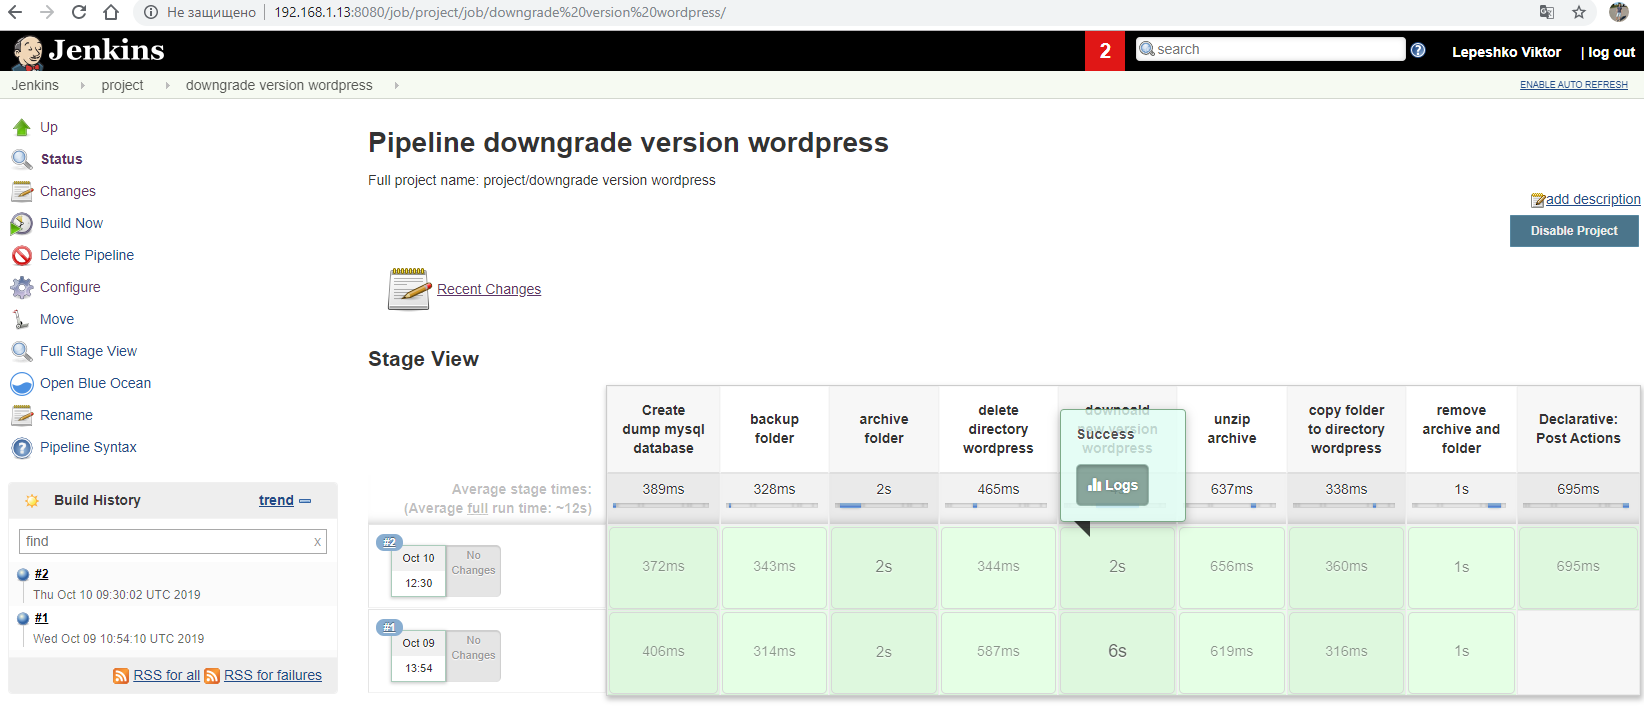 Не защищено
192.168.1.13:8080/job/project/job/downgrade%20version%20wordpress/
Jenkins
2
search
?
Lepeshko Viktor
| log out
Jenkins
project
downgrade version wordpress
ENABLE AUTO REFRESH
Up
Status
Changes
Build Now
Delete Pipeline
Configure
Move
Full Stage View
Open Blue Ocean
Rename
Pipeline Syntax
Build History
trend
find
x
#2
Thu Oct 10 09:30:02 UTC 2019
#1
Wed Oct 09 10:54:10 UTC 2019
RSS for all
RSS for failures
Pipeline downgrade version wordpress
Full project name: project/downgrade version wordpress
add description
Disable Project
Recent Changes
Stage View
Create
dump mysql
database
backup
folder
archive
folder
delete
directory
wordpress
downoald
new version
wordpress
unzip
archive
copy folder
to directory
wordpress
remove
archive and
folder
Declarative:
Post Actions
Success
Logs
Average stage times:
(Average full run time: ~12s)
389ms
328ms
2s
465ms
637ms
338ms
1s
695ms
#2
Oct 10
12:30
No
Changes
372ms
343ms
2s
344ms
2s
656ms
360ms
1s
695ms
#1
Oct 09
13:54
No
Changes
406ms
314ms
2s
587ms
6s
619ms
316ms
1s